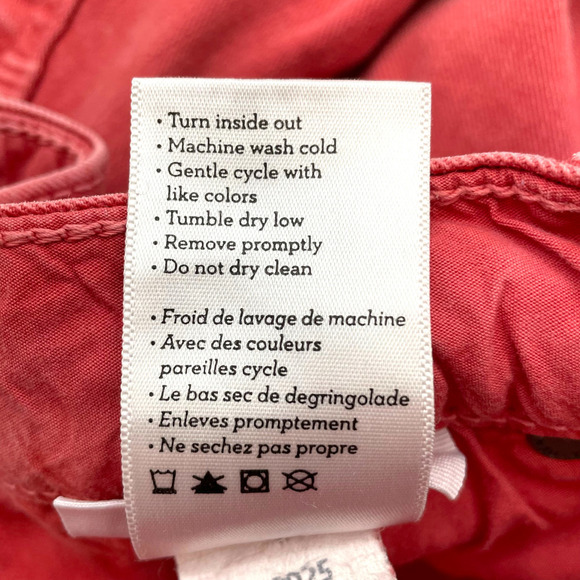 • Turn inside out
• Machine wash cold
• Gentle cycle with
like colors
• Tumble dry low
• Remove promptly
• Do not dry clean
• Froid de lavage de machine
• Avec des couleurs
pareilles cycle
• Le bas sec de degringolade
• Enleves promptement
• Ne sechez pas propre